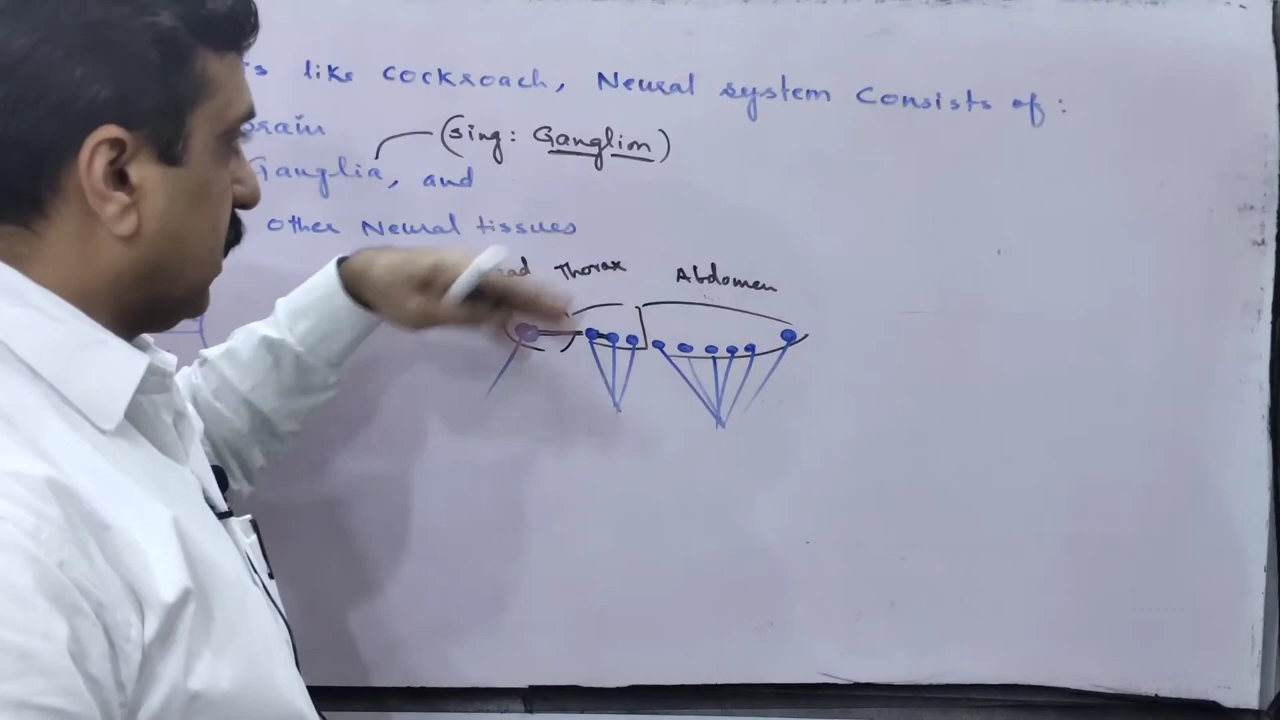 like cockroach, Neural system consists of:
(sing: Ganglion)
Ganglia, and
other Neural tissues
Thorax Abdomen